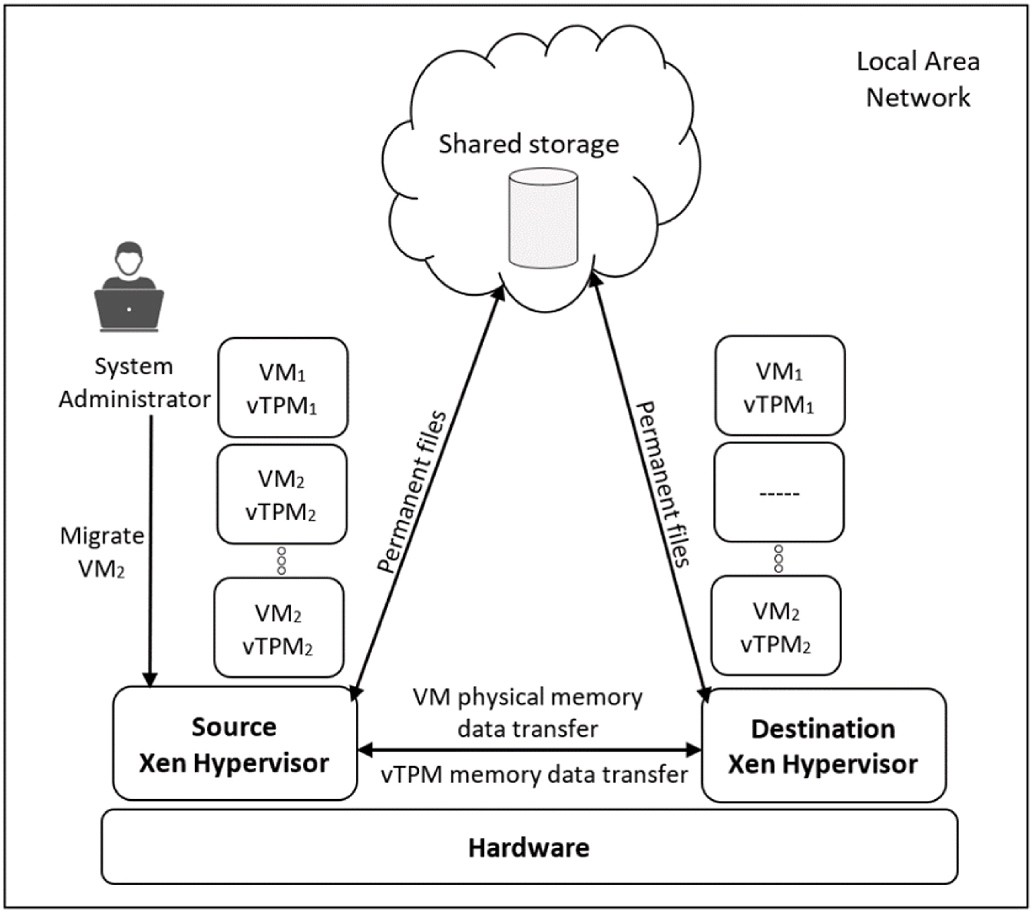 Local Area
Network
Shared storage
System
Administrator
Migrate
VM₂
VM₁
vTPM₁
VM₂
vTPM₂
VM₂
vTPM₂
Permanent files
Permanent files
VM₁
vTPM₁
-----
VM₂
vTPM₂
Source
Xen Hypervisor
VM physical memory
data transfer
vTPM memory data transfer
Destination
Xen Hypervisor
Hardware